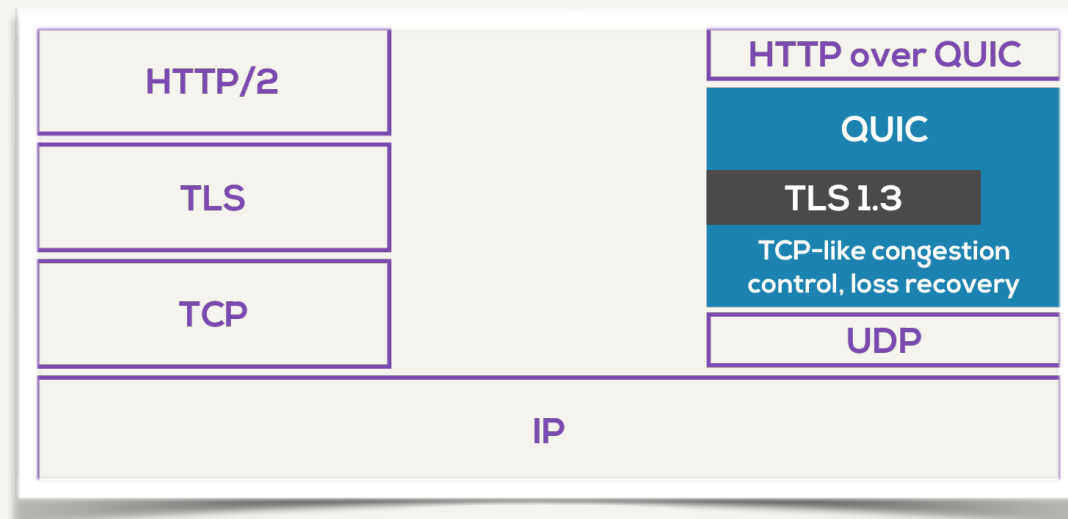 HTTP/2
TLS
TCP
HTTP over QUIC
QUIC
TLS 1.3
TCP-like congestion
control, loss recovery
UDP
IP